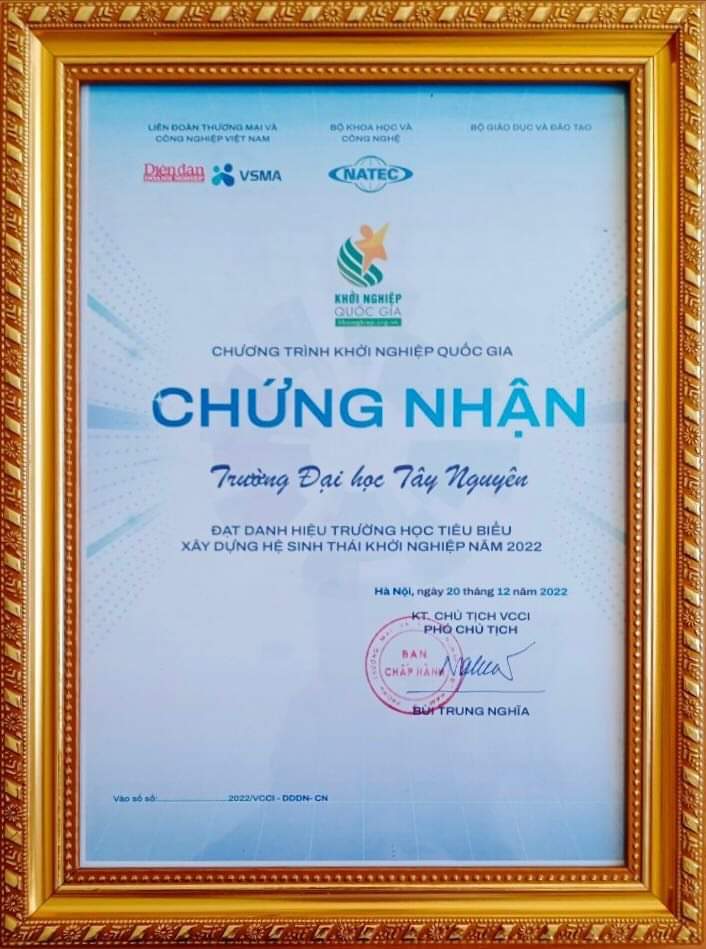 LIÊN ĐOÀN THƯƠNG MẠI VÀ
CÔNG NGHIỆP VIỆT NAM
BỘ KHOA HỌC VÀ
CÔNG NGHỆ
BỘ GIÁO DỤC VÀ ĐÀO TẠO
Diễn đàn
DOANH NGHIỆP
VSMA
NATEC
KHỞI NGHIỆP
QUỐC GIA
CHƯƠNG TRÌNH KHỞI NGHIỆP QUỐC GIA
CHỨNG NHẬN
Trường Đại học Tây Nguyên
ĐẠT DANH HIỆU TRƯỜNG HỌC TIÊU BIỂU
XÂY DỰNG HỆ SINH THÁI KHỞI NGHIỆP NĂM 2022
Hà Nội, ngày 20 tháng 12 năm 2022
KT. CHỦ TỊCH VCCI
PHÓ CHỦ TỊCH
BAN
CHẤP HÀNH
BÙI TRUNG NGHĨA
Vào sổ số:........................2022/VCCI - DDDN- CN